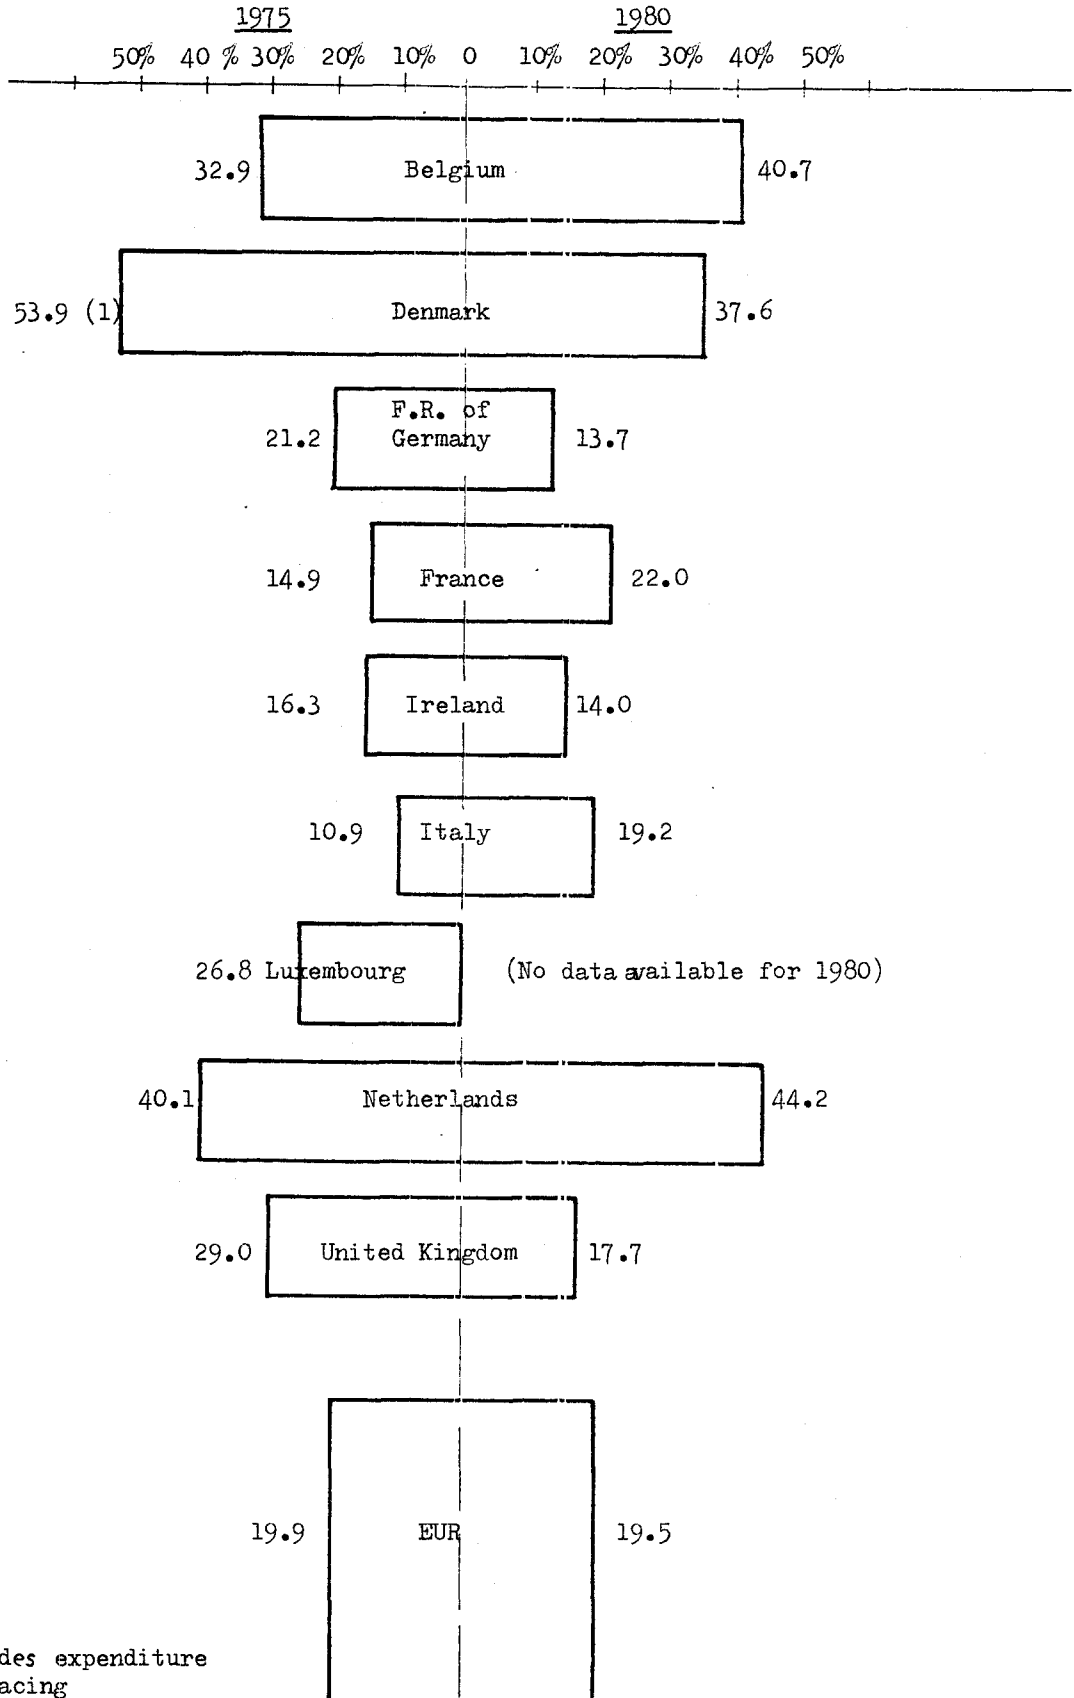 1975 1980
50% 40 % 30% 20% 10% 0 10% 20% 30% 40% 50%
32.9 Belgium 40.7
53.9 (1) Denmark 37.6
F.R. of
21.2 Germany 13.7
14.9 France 22.0
16.3 Ireland 14.0
10.9 Italy 19.2
26.8 Luxembourg (No data available for 1980)
40.1 Netherlands 44.2
29.0 United Kingdom 17.7
19.9 EUR 19.5
des expenditure
acing